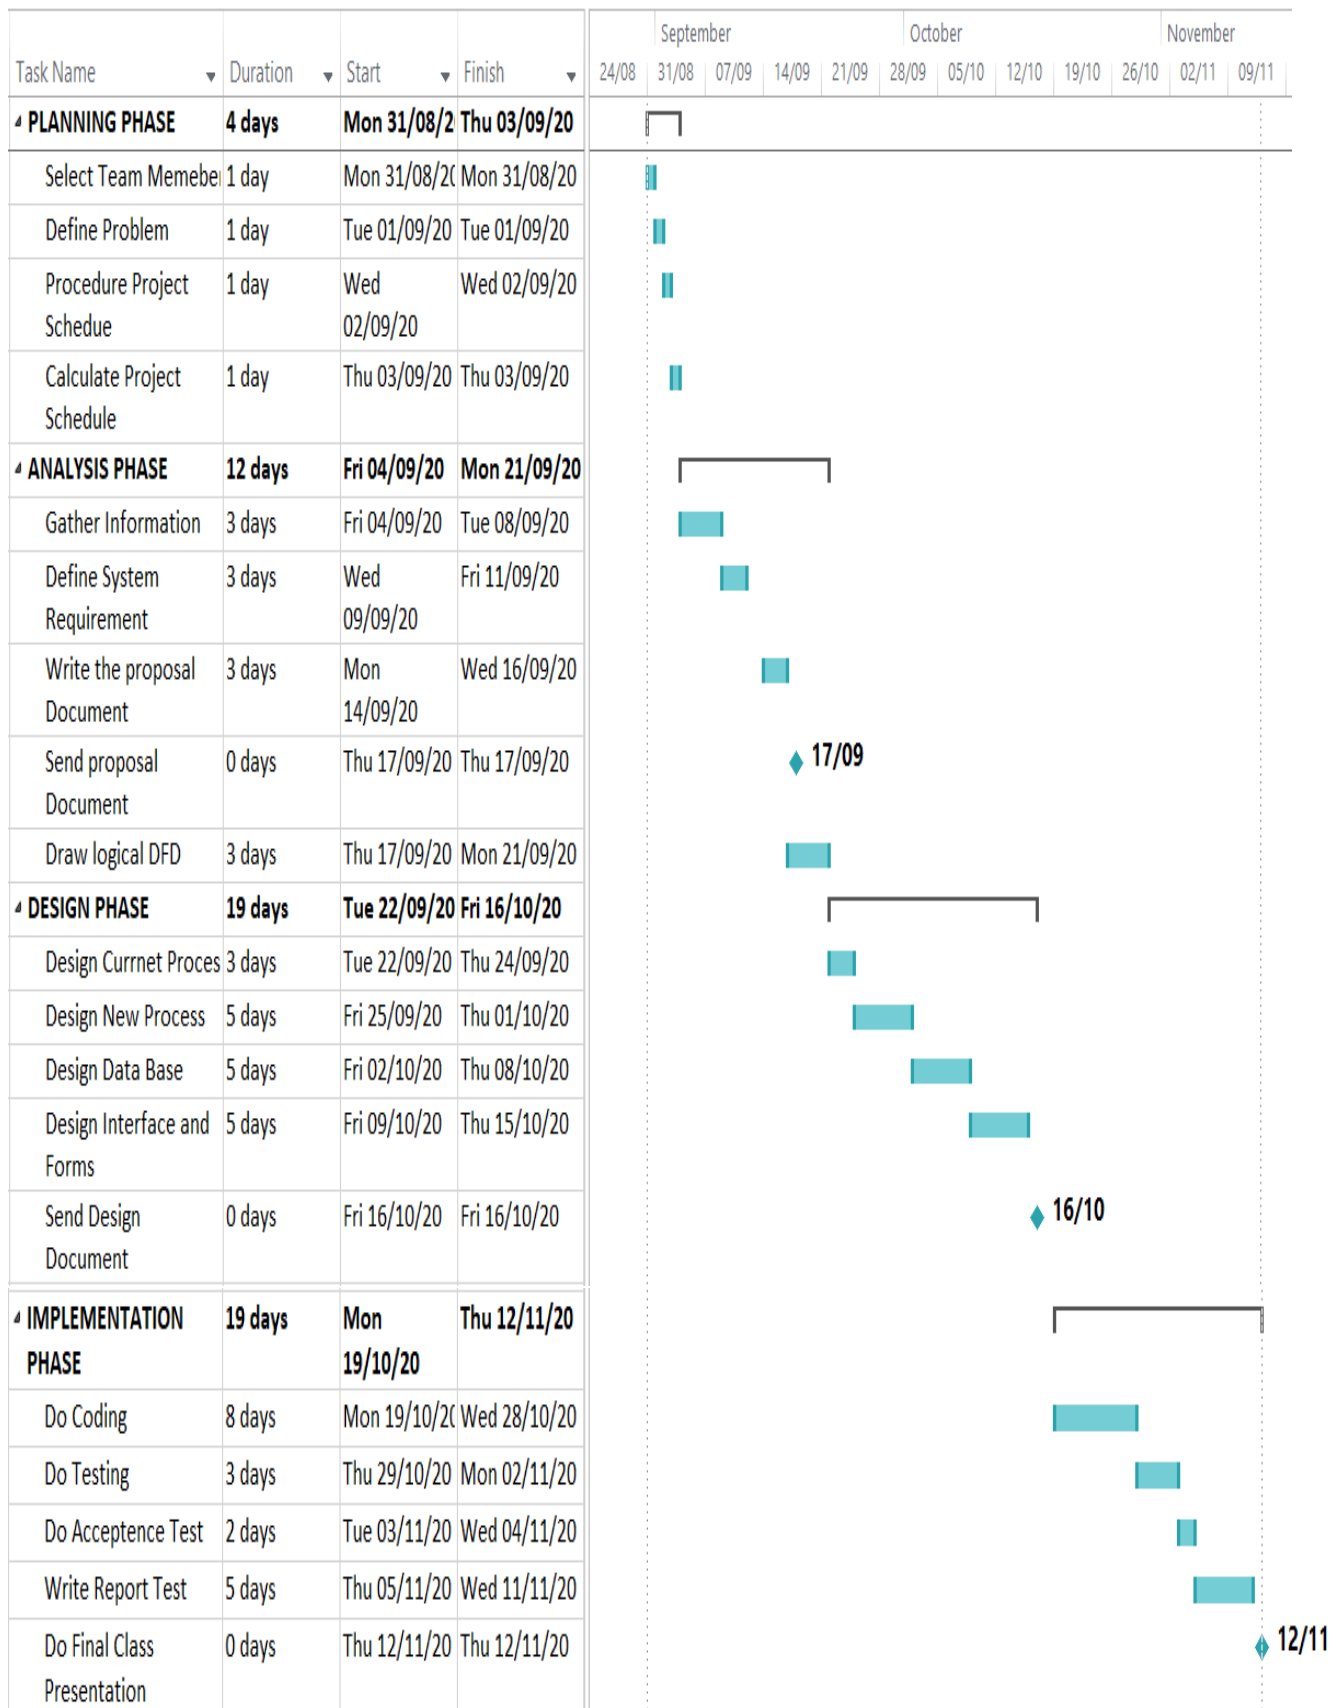 September October November
Task Name Duration Start Finish 24/08 31/08 07/09 14/09 21/09 28/09 05/10 12/10 19/10 26/10 02/11 09/11
PLANNING PHASE 4 days Mon 31/08/2 Thu 03/09/20
Select Team Memebe 1 day Mon 31/08/20 Mon 31/08/20
Define Problem 1 day Tue 01/09/20 Tue 01/09/20
Procedure Project 1 day Wed Wed 02/09/20
Schedue 02/09/20
Calculate Project 1 day Thu 03/09/20 Thu 03/09/20
Schedule
ANALYSIS PHASE 12 days Fri 04/09/20 Mon 21/09/20
Gather Information 3 days Fri 04/09/20 Tue 08/09/20
Define System 3 days Wed Fri 11/09/20
Requirement 09/09/20
Write the proposal 3 days Mon Wed 16/09/20
Document 14/09/20
Send proposal 0 days Thu 17/09/20 Thu 17/09/20 17/09
Document
Draw logical DFD 3 days Thu 17/09/20 Mon 21/09/20
DESIGN PHASE 19 days Tue 22/09/20 Fri 16/10/20
Design Currnet Proces 3 days Tue 22/09/20 Thu 24/09/20
Design New Process 5 days Fri 25/09/20 Thu 01/10/20
Design Data Base 5 days Fri 02/10/20 Thu 08/10/20
Design Interface and 5 days Fri 09/10/20 Thu 15/10/20
Forms
Send Design 0 days Fri 16/10/20 Fri 16/10/20 16/10
Document
IMPLEMENTATION 19 days Mon Thu 12/11/20
PHASE 19/10/20
Do Coding 8 days Mon 19/10/20 Wed 28/10/20
Do Testing 3 days Thu 29/10/20 Mon 02/11/20
Do Acceptence Test 2 days Tue 03/11/20 Wed 04/11/20
Write Report Test 5 days Thu 05/11/20 Wed 11/11/20
Do Final Class 0 days Thu 12/11/20 Thu 12/11/20 12/11
Presentation